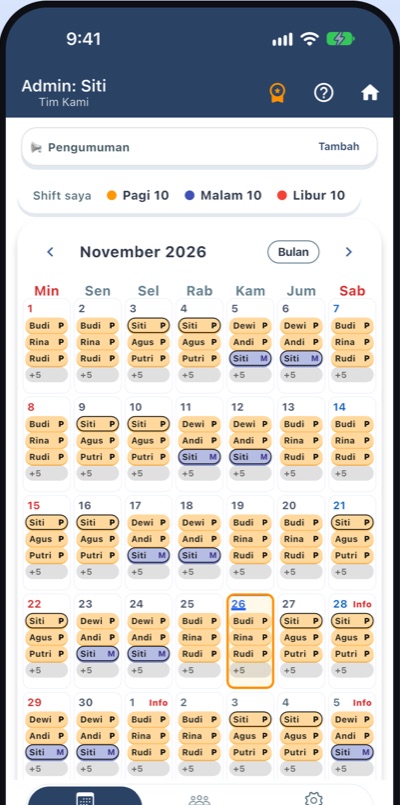 9:41
Admin: Siti
Tim Kami
Pengumuman Tambah
Shift saya Pagi 10 Malam 10 Libur 10
November 2026 Bulan
Min Sen Sel Rab Kam Jum Sab
1 2 3 4 5 6 7
Budi P Budi P Siti P Siti P Dewi P Dewi P Budi P
Rina P Rina P Agus P Agus P Andi P Andi P Rina P
Rudi P Rudi P Putri P Putri P Siti M Siti M Rudi P
+5 +5 +5 +5 +5 +5 +5
8 9 10 11 12 13 14
Budi P Siti P Siti P Dewi P Dewi P Budi P Budi P
Rina P Agus P Agus P Andi P Andi P Rina P Rina P
Rudi P Putri P Putri P Siti M Siti M Rudi P Rudi P
+5 +5 +5 +5 +5 +5 +5
15 16 17 18 19 20 21
Siti P Siti P Dewi P Dewi P Budi P Budi P Siti P
Agus P Agus P Andi P Andi P Rina P Rina P Agus P
Putri P Putri P Siti M Siti M Rudi P Rudi P Putri P
+5 +5 +5 +5 +5 +5 +5
22 23 24 25 26 27 28 Info
Siti P Dewi P Dewi P Budi P Budi P Siti P Siti P
Agus P Andi P Andi P Rina P Rina P Agus P Agus P
Putri P Siti M Siti M Rudi P Rudi P Putri P Putri P
+5 +5 +5 +5 +5 +5 +5
29 30 1 Info 2 3 4 5 Info
Dewi P Dewi P Budi P Budi P Siti P Siti P Dewi P
Andi P Andi P Rina P Rina P Agus P Agus P Andi P
Siti M Siti M Rudi P Rudi P Putri P Putri P Siti M
+5 +5 +5 +5 +5 +5 +5